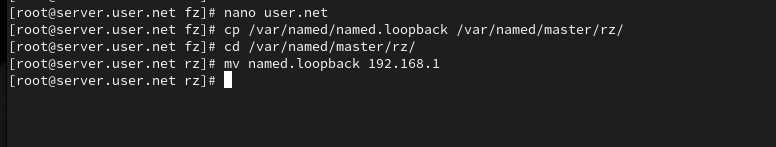 [root@server.user.net fz]# nano user.net
[root@server.user.net fz]# cp /var/named/named.loopback /var/named/master/rz/
[root@server.user.net fz]# cd /var/named/master/rz/
[root@server.user.net rz]# mv named.loopback 192.168.1
[root@server.user.net rz]#